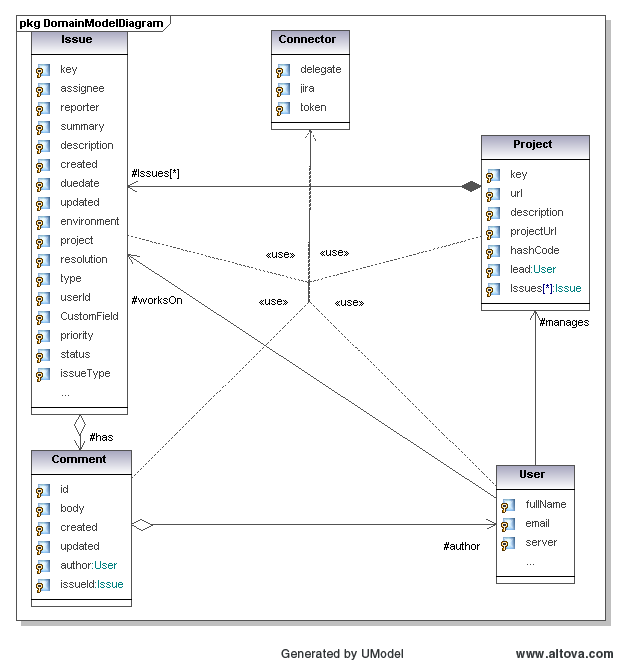 pkg DomainModelDiagram
Issue
key
assignee
reporter
summary
description
created
duedate
updated
environment
project
resolution
type
userId
CustomField
priority
status
issueType
...
Connector
delegate
jira
token
Project
key
url
description
projectUrl
hashCode
lead:User
Issues[*]:Issue
#Issues[*]
«use»
«use»
«use»
«use»
#worksOn
#manages
#has
Comment
id
body
created
updated
author:User
issueId:Issue
#author
User
fullName
email
server
...
Generated by UModel
www.altova.com